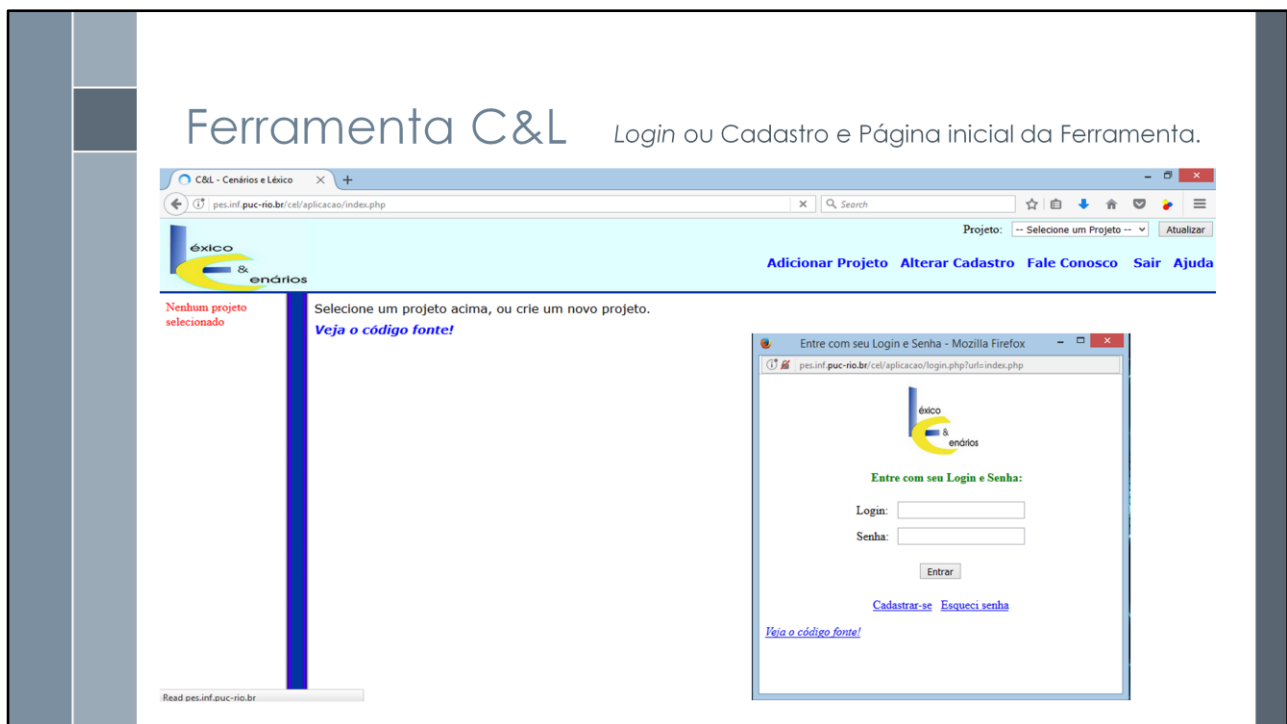 Ferramenta C&L Login ou Cadastro e Página inicial da Ferramenta.
C&L - Cenários e Léxico
pes.inf.puc-rio.br/cel/aplicacao/index.php
Search
Projeto: -- Selecione um Projeto -- Atualizar
éxico
&
enários
Adicionar Projeto Alterar Cadastro Fale Conosco Sair Ajuda
Nenhum projeto
selecionado
Selecione um projeto acima, ou crie um novo projeto.
Veja o código fonte!
Entre com seu Login e Senha - Mozilla Firefox
pes.inf.puc-rio.br/cel/aplicacao/login.php?url=index.php
éxico
&
enários
Entre com seu Login e Senha:
Login:
Senha:
Entrar
Cadastrar-se Esqueci senha
Veja o código fonte!
Read pes.inf.puc-rio.br